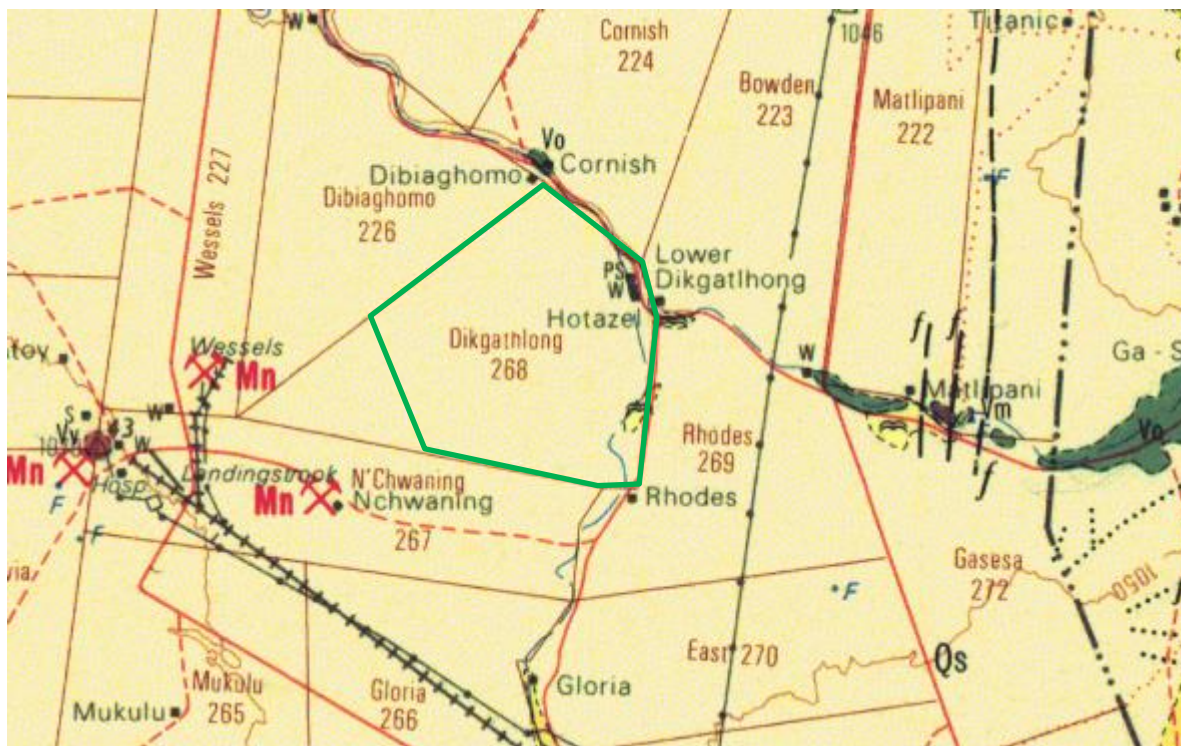 W
Cornish
224
1046
Titanic
Bowden
223
Matlipani
222
Vo
Cornish
Dibiaghomo
Dibiaghomo
226
F
Wessels 227
Lower
Dikgatlhong
PS
W
Hotazel
Dikgathlong
268
Wessels
Mn
W
Matlipani
f
f
Ga - S
S
W
43
Vv
W
Vm
Vo
Rhodes
269
Mn
Hosp
F
Landingstrook
Mn
N'Chwaning
Nchwaning
267
Rhodes
f
F
Gasesa
272
1050
F
East 270
Qs
Mukulu
265
Mukulu
Gloria
266
Gloria